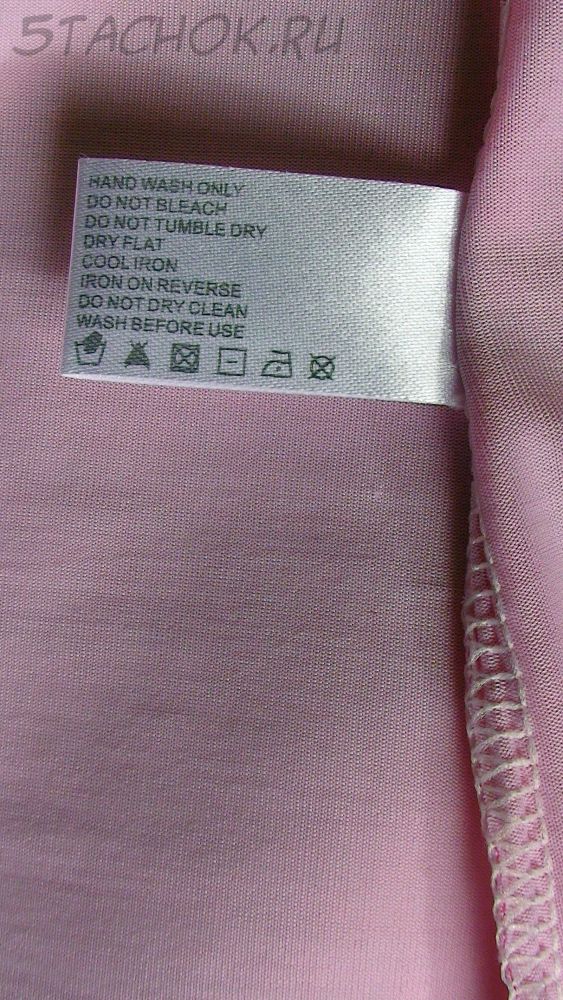 5TACHOK.RU
HAND WASH ONLY
DO NOT BLEACH
DO NOT TUMBLE DRY
DRY FLAT
COOL IRON
IRON ON REVERSE
DO NOT DRY CLEAN
WASH BEFORE USE